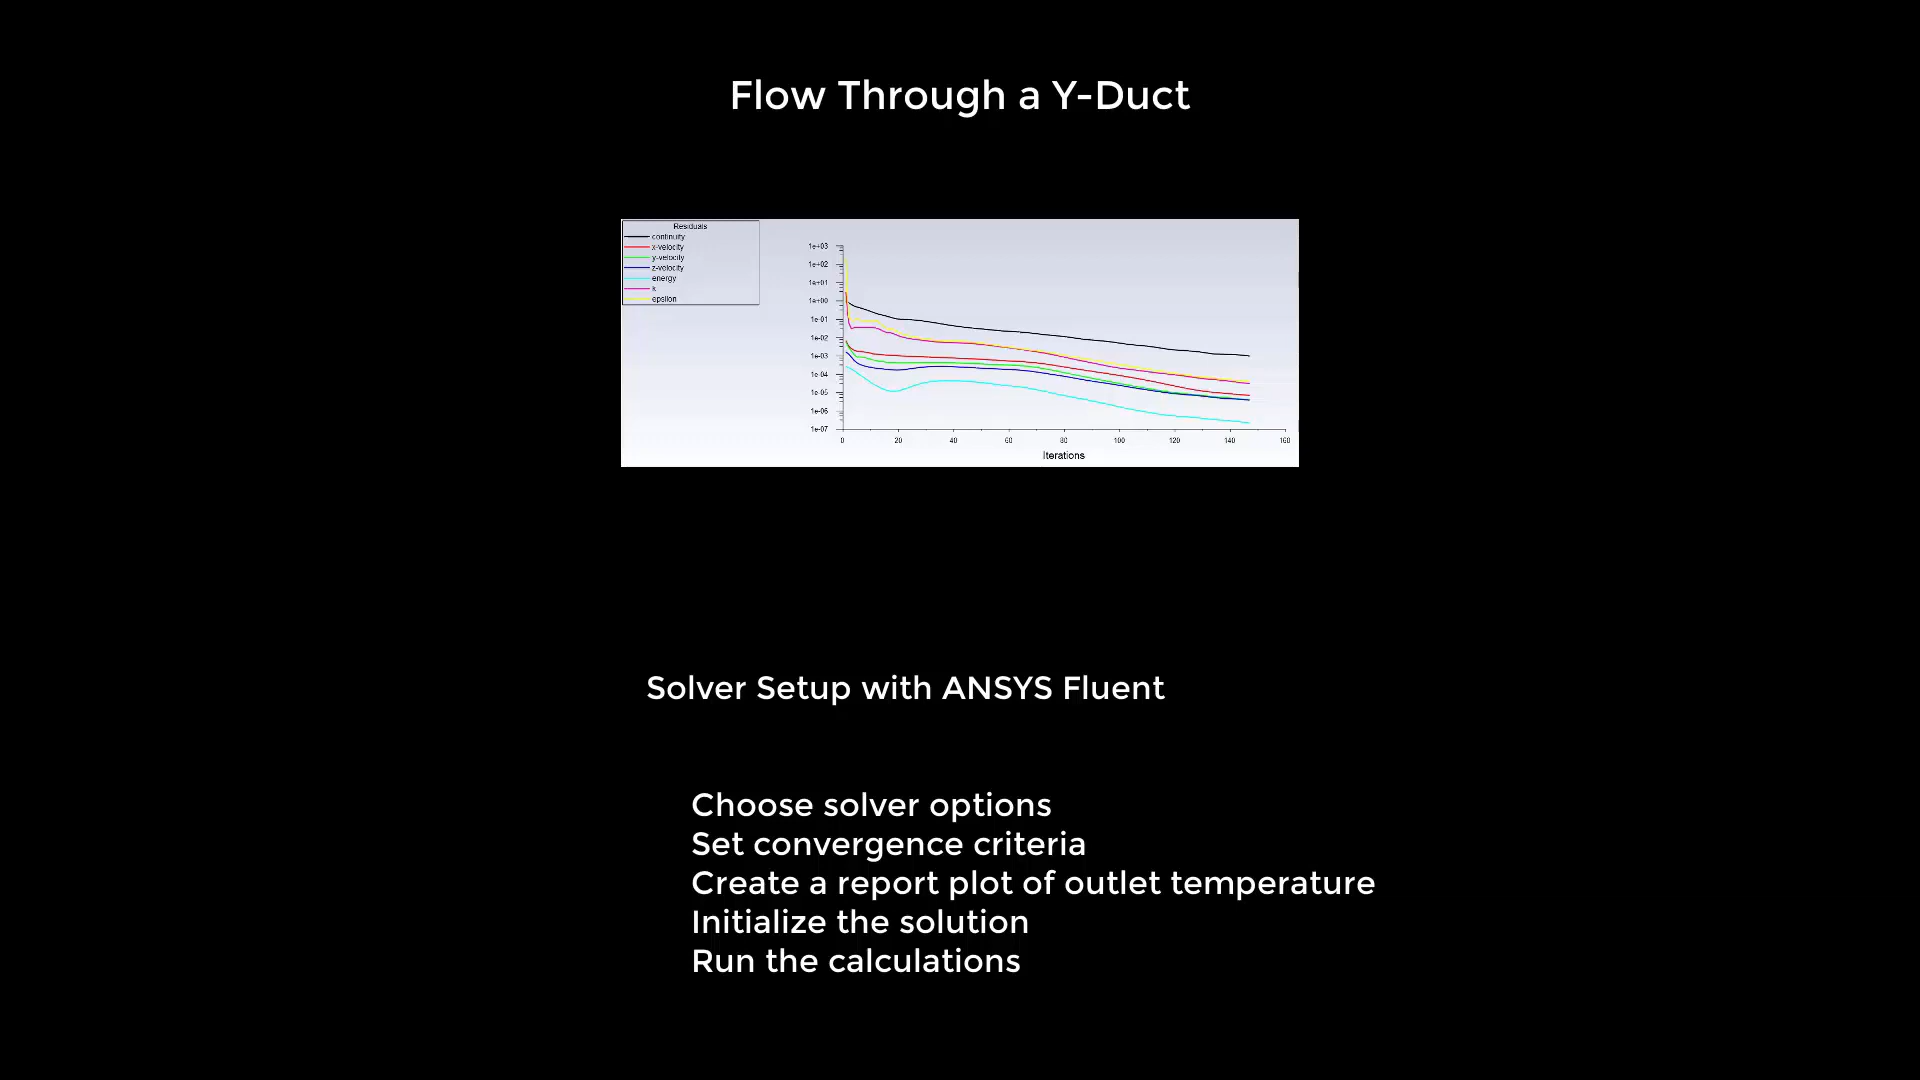 Flow Through a Y-Duct
Residuals
continuity
x-velocity
y-velocity
z-velocity
energy
k
epsilon
1e+03
1e+02
1e+01
1e+00
1e-01
1e-02
1e-03
1e-04
1e-05
1e-06
1e-07
0 20 40 60 80 100 120 140 160
Iterations
Solver Setup with ANSYS Fluent
Choose solver options
Set convergence criteria
Create a report plot of outlet temperature
Initialize the solution
Run the calculations